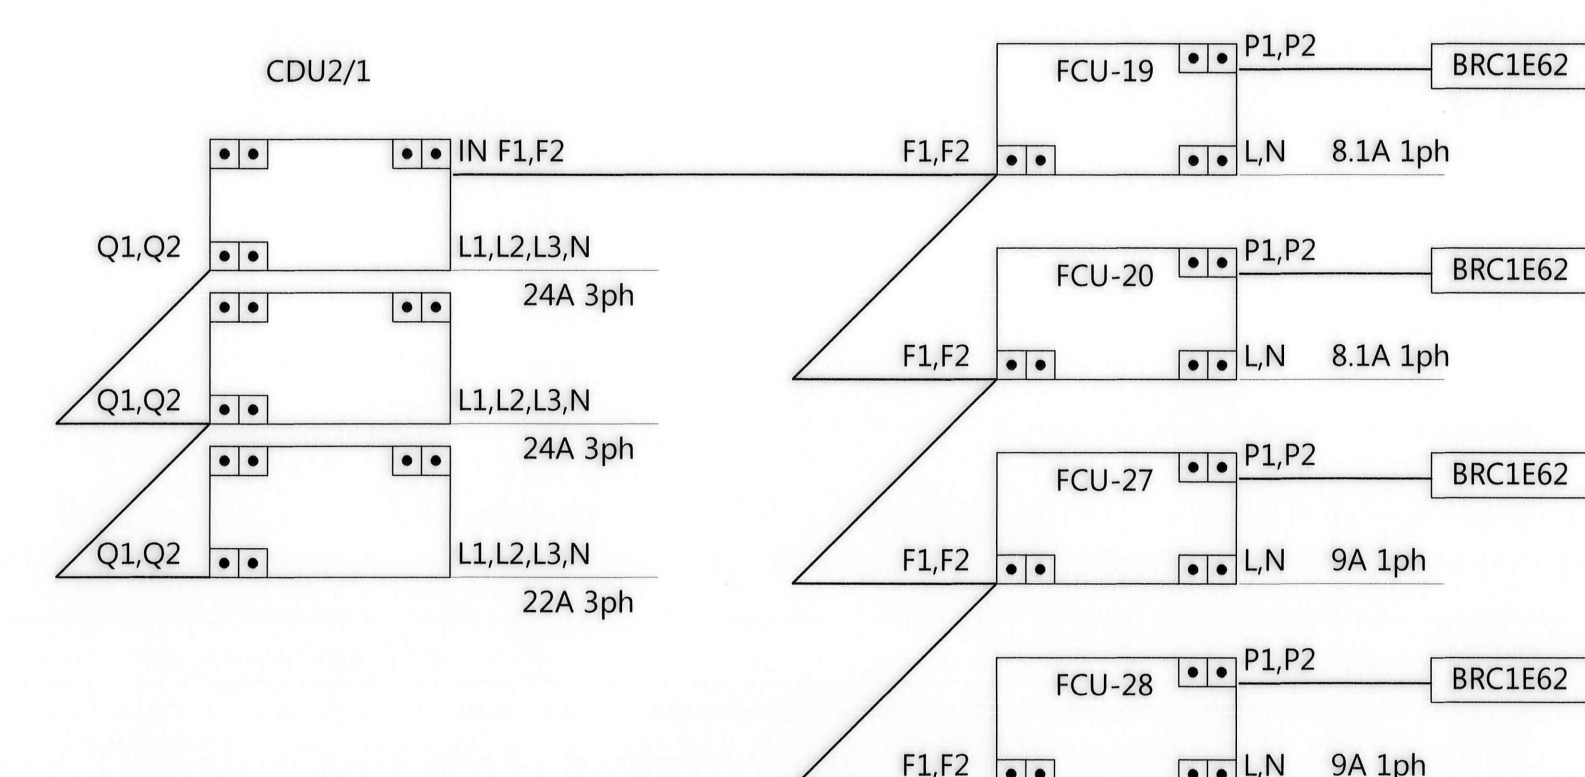 CDU2/1
IN F1,F2
Q1,Q2
L1,L2,L3,N
24A 3ph
Q1,Q2
L1,L2,L3,N
24A 3ph
Q1,Q2
L1,L2,L3,N
22A 3ph
FCU-19
P1,P2
BRC1E62
F1,F2
L,N
8.1A 1ph
FCU-20
P1,P2
BRC1E62
F1,F2
L,N
8.1A 1ph
FCU-27
P1,P2
BRC1E62
F1,F2
L,N
9A 1ph
FCU-28
P1,P2
BRC1E62
F1,F2
L,N
9A 1ph